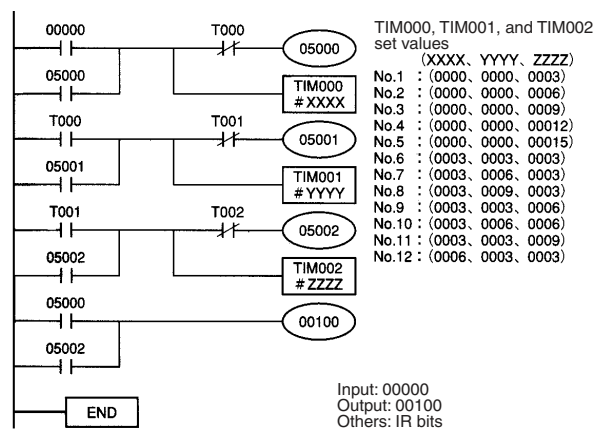 00000
T000
05000
05000
TIM000
# XXXX
T000
T001
05001
05001
TIM001
# YYYY
T001
T002
05002
05002
TIM002
# ZZZZ
05000
00100
05002
END
TIM000, TIM001, and TIM002
set values
(XXXX、YYYY、ZZZZ)
No.1 : (0000、0000、0003)
No.2 : (0000、0000、0006)
No.3 : (0000、0000、0009)
No.4 : (0000、0000、00012)
No.5 : (0000、0000、00015)
No.6 : (0003、0003、0003)
No.7 : (0003、0006、0003)
No.8 : (0003、0009、0003)
No.9 : (0003、0003、0006)
No.10 : (0003、0006、0006)
No.11 : (0003、0003、0009)
No.12 : (0006、0003、0003)
Input: 00000
Output: 00100
Others: IR bits